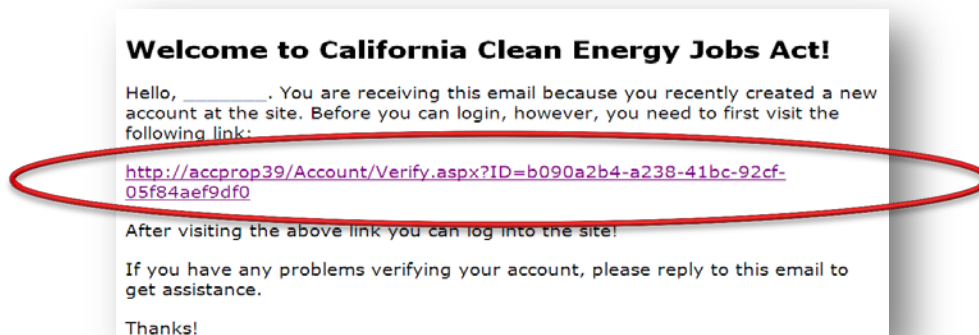 Welcome to California Clean Energy Jobs Act!
Hello, ________. You are receiving this email because you recently created a new
account at the site. Before you can login, however, you need to first visit the
following link:
http://accprop39/Account/Verify.aspx?ID=b090a2b4-a238-41bc-92cf-
05f84aef9df0
After visiting the above link you can log into the site!
If you have any problems verifying your account, please reply to this email to
get assistance.
Thanks!